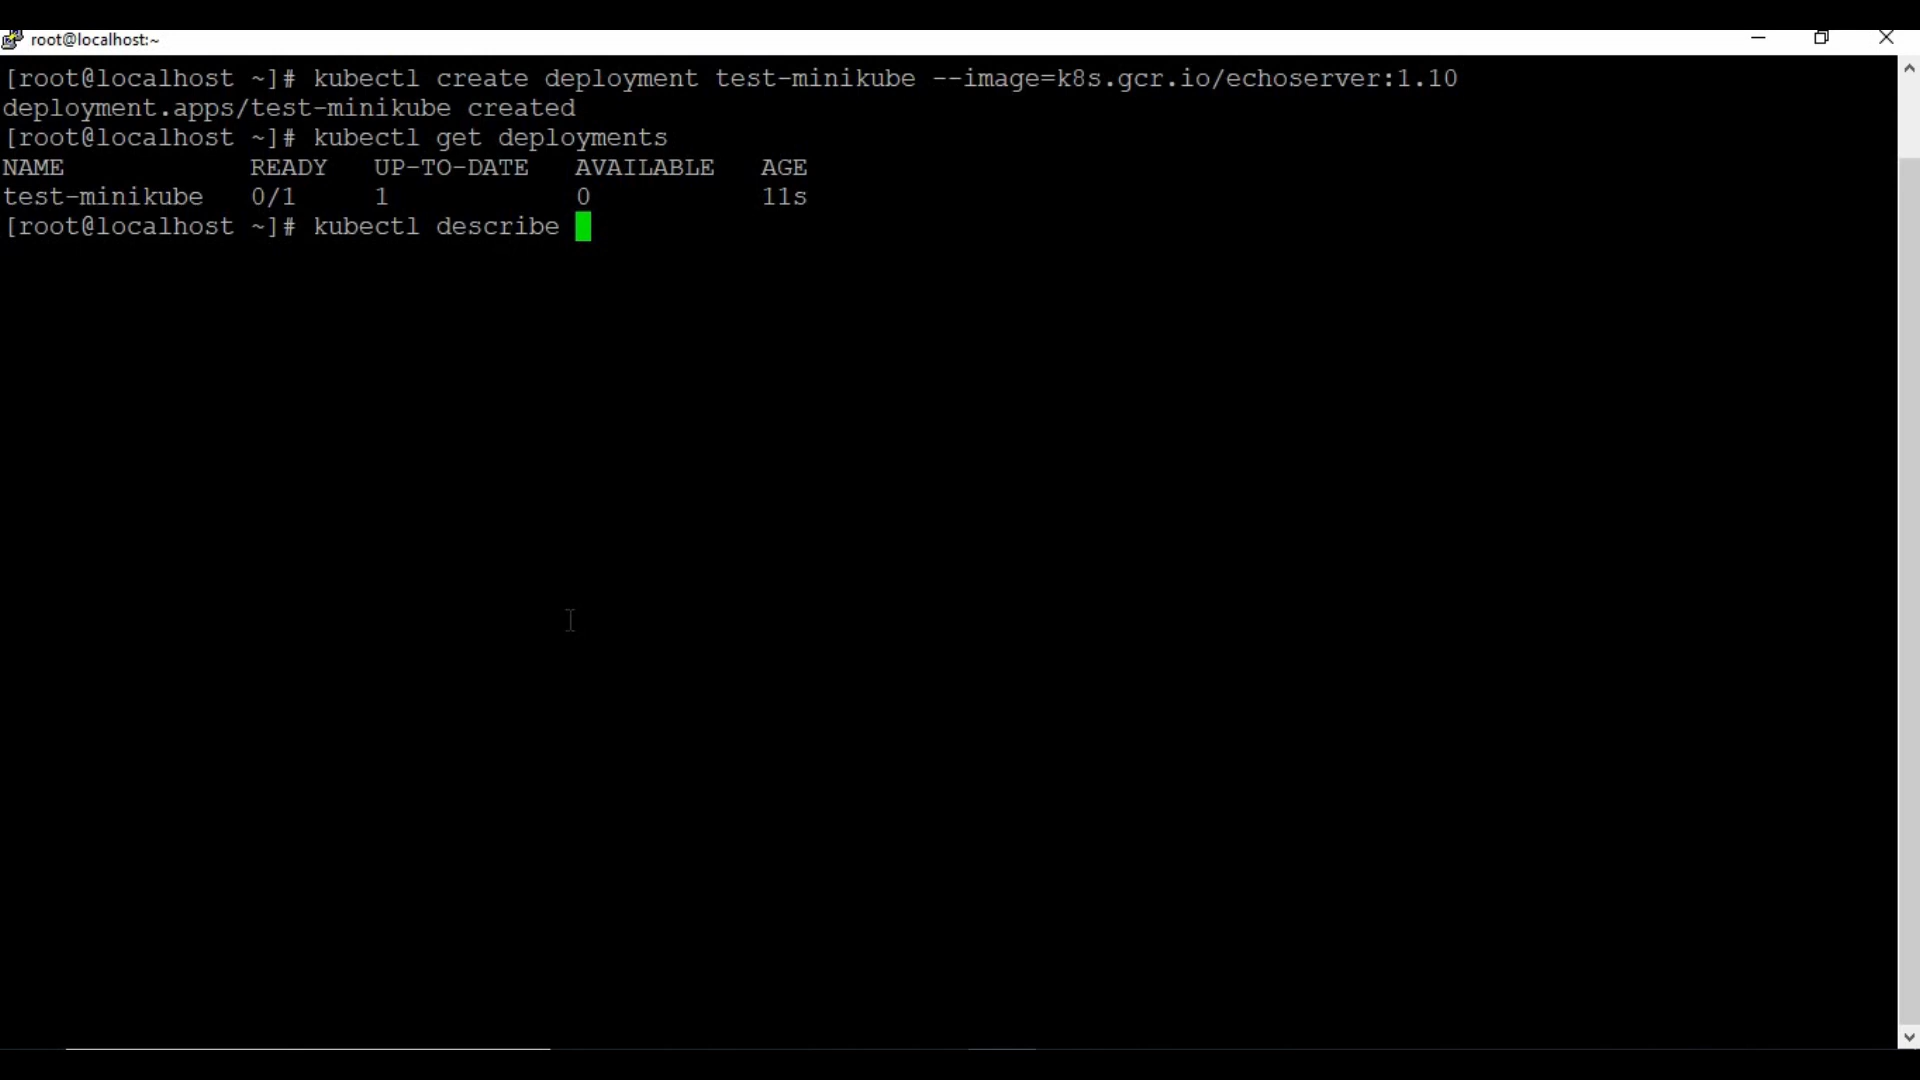 root@localhost:~
[root@localhost ~]# kubectl create deployment test-minikube --image=k8s.gcr.io/echoserver:1.10
deployment.apps/test-minikube created
[root@localhost ~]# kubectl get deployments
NAME            READY   UP-TO-DATE   AVAILABLE   AGE
test-minikube   0/1     1            0           11s
[root@localhost ~]# kubectl describe